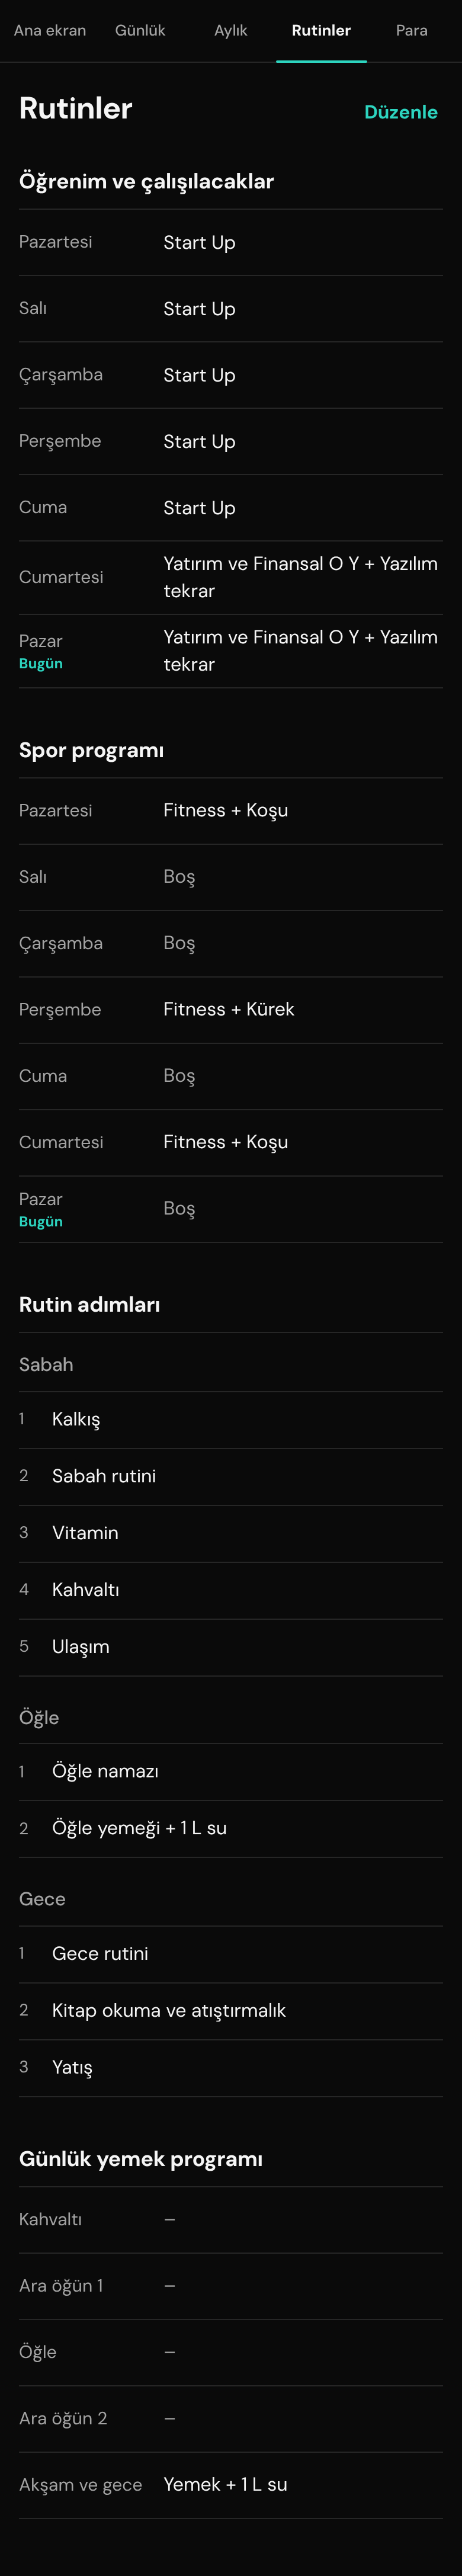 Ana ekran Günlük Aylık Rutinler Para
Rutinler Düzenle
Öğrenim ve çalışılacaklar
Pazartesi Start Up
Salı Start Up
Çarşamba Start Up
Perşembe Start Up
Cuma Start Up
Cumartesi Yatırım ve Finansal O Y + Yazılım
tekrar
Pazar Yatırım ve Finansal O Y + Yazılım
Bugün tekrar
Spor programı
Pazartesi Fitness + Koşu
Salı Boş
Çarşamba Boş
Perşembe Fitness + Kürek
Cuma Boş
Cumartesi Fitness + Koşu
Pazar Boş
Bugün
Rutin adımları
Sabah
1 Kalkış
2 Sabah rutini
3 Vitamin
4 Kahvaltı
5 Ulaşım
Öğle
1 Öğle namazı
2 Öğle yemeği + 1 L su
Gece
1 Gece rutini
2 Kitap okuma ve atıştırmalık
3 Yatış
Günlük yemek programı
Kahvaltı –
Ara öğün 1 –
Öğle –
Ara öğün 2 –
Akşam ve gece Yemek + 1 L su